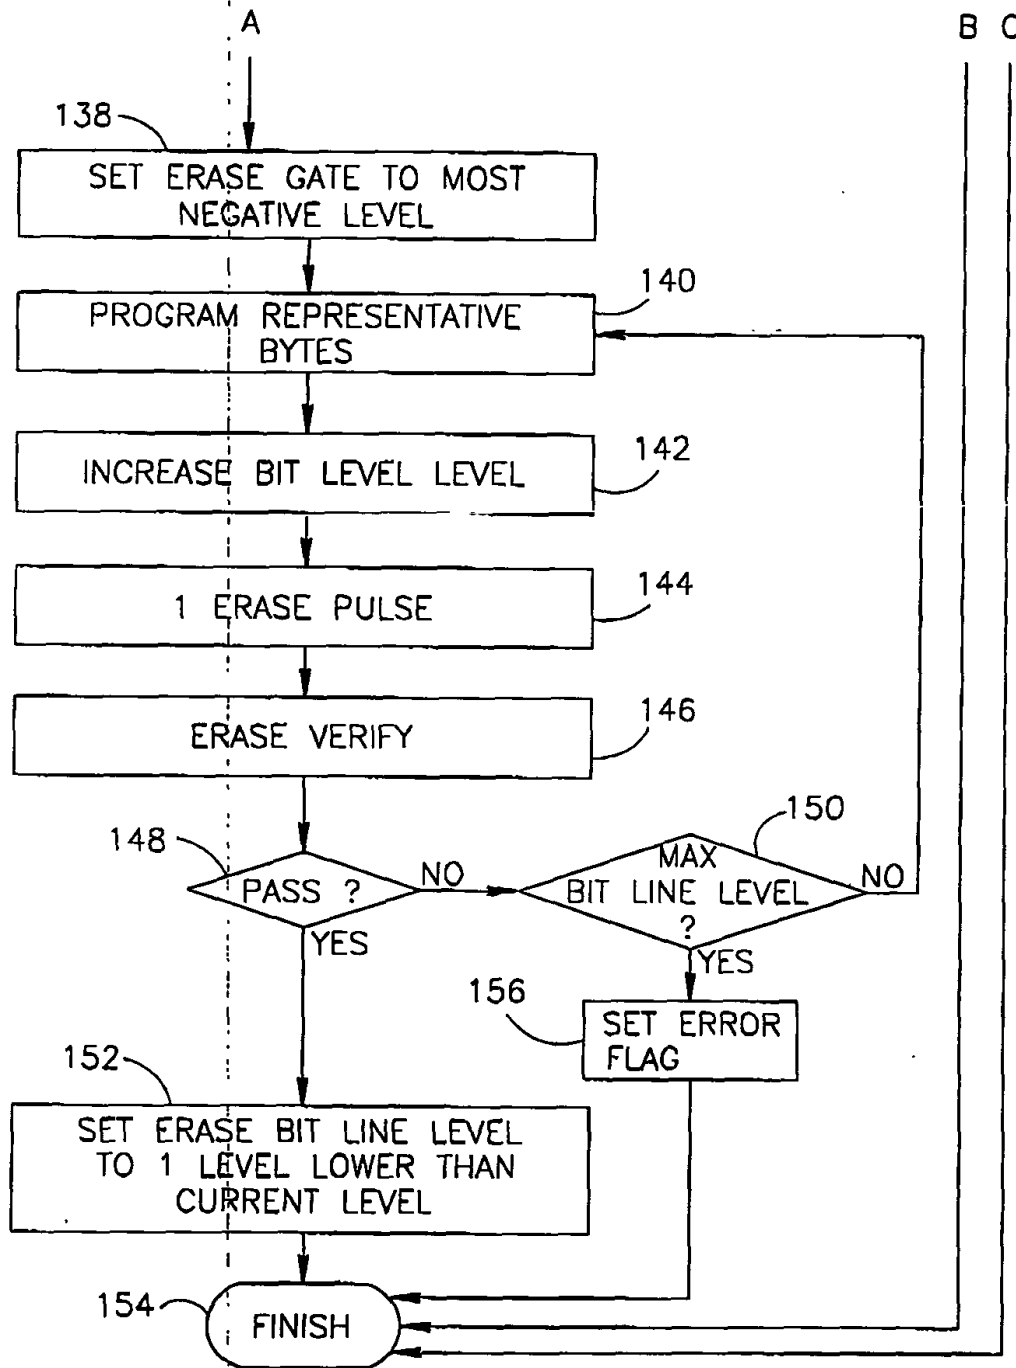 A
B C
138
SET ERASE GATE TO MOST
NEGATIVE LEVEL
140
PROGRAM REPRESENTATIVE
BYTES
142
INCREASE BIT LEVEL LEVEL
144
1 ERASE PULSE
146
ERASE VERIFY
148
PASS ?
NO
YES
150
MAX
BIT LINE LEVEL
?
NO
YES
156
SET ERROR
FLAG
152
SET ERASE BIT LINE LEVEL
TO 1 LEVEL LOWER THAN
CURRENT LEVEL
154
FINISH